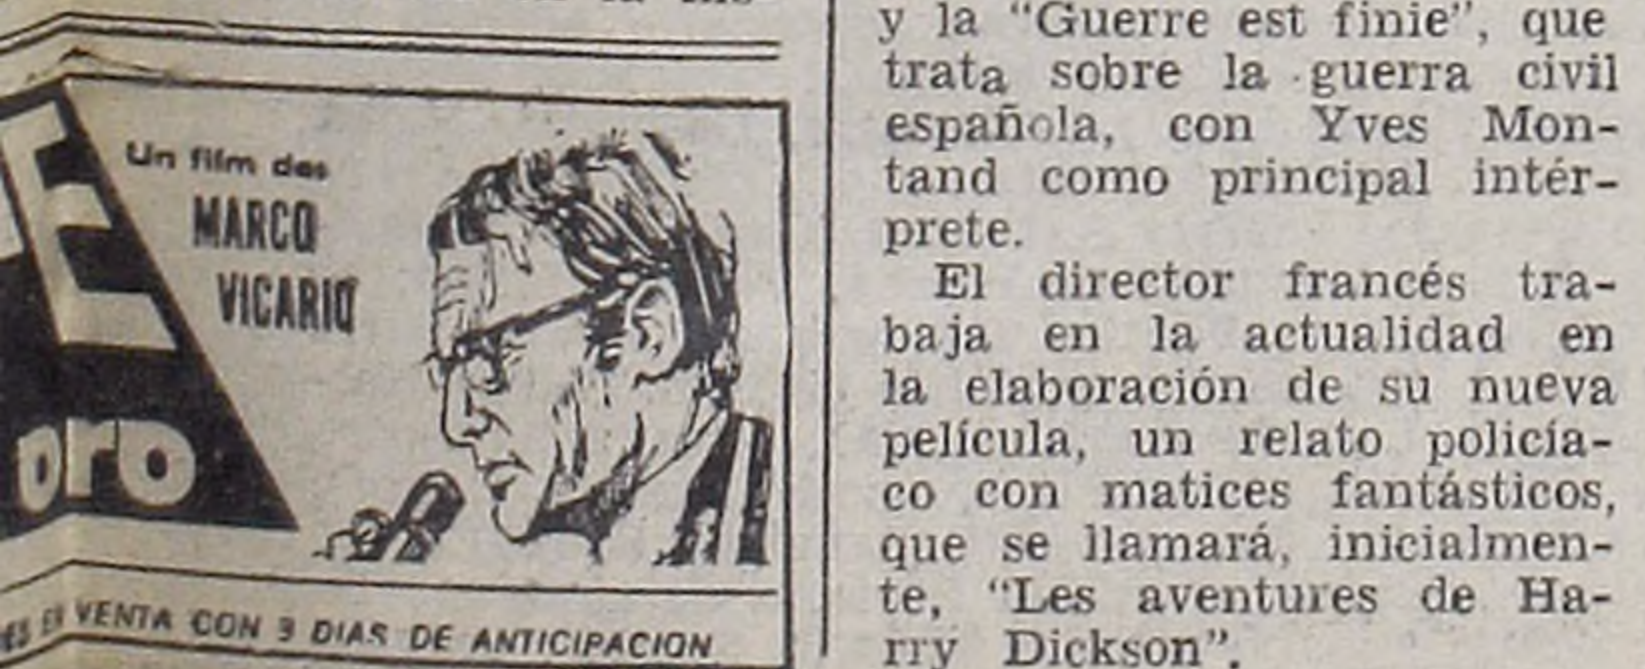 E
oro
Un film des
MARCO
VICARIO
EN VENTA CON 9 DIAS DE ANTICIPACION
y la “Guerre est finie”, que
trata sobre la guerra civil
española, con Yves Mon-
tand como principal intér-
prete.
El director francés tra-
baja en la actualidad en
la elaboración de su nueva
película, un relato policía-
co con matices fantásticos,
que se llamará, inicialmen-
te, “Les aventures de Ha-
rry Dickson”.